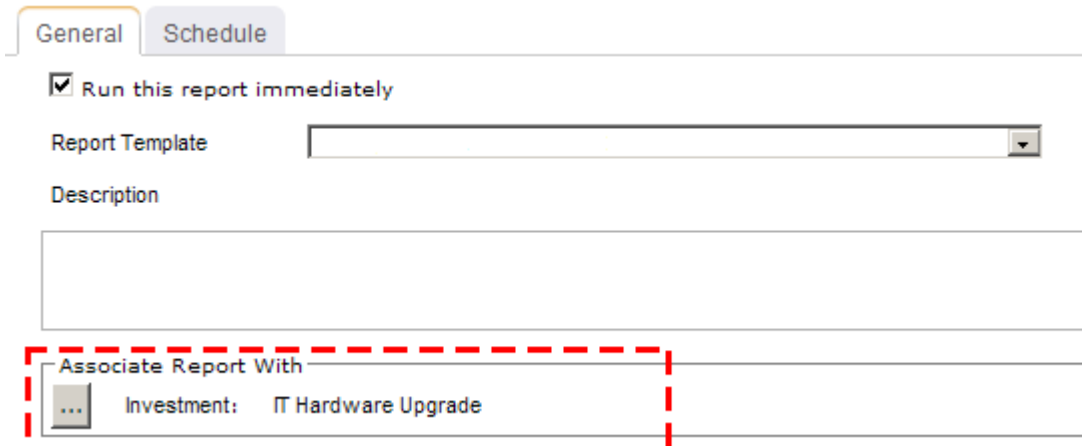 General Schedule
Run this report immediately
Report Template
Description
Associate Report With
... Investment: IT Hardware Upgrade